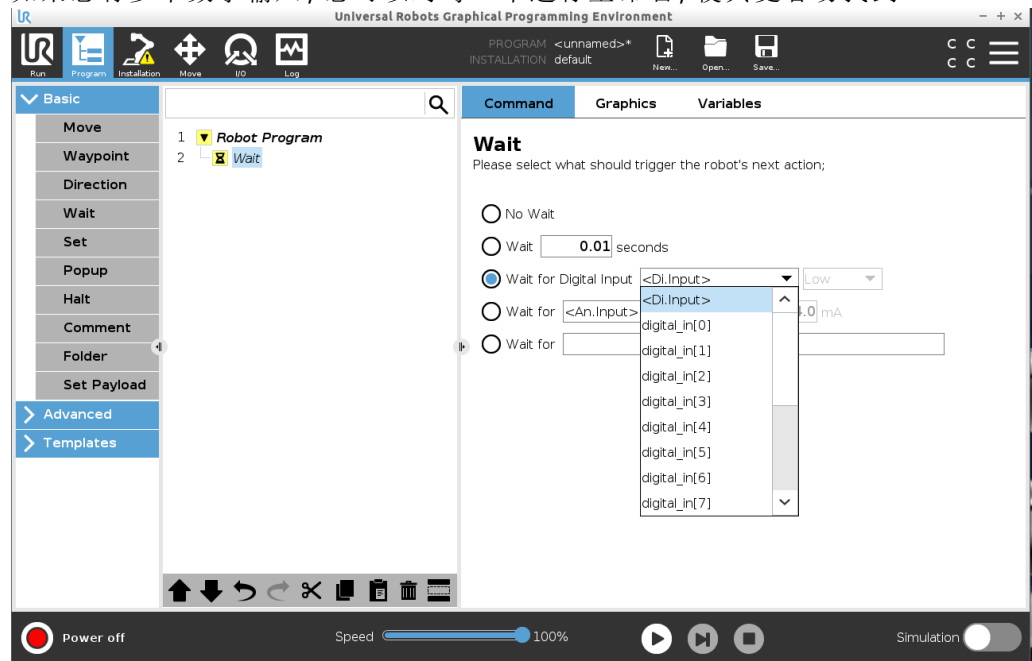 Universal Robots Graphical Programming Environment
Run
Program
Installation
Move
I/O
Log
PROGRAM <unnamed>*
INSTALLATION default
New...
Open...
Save...
C C
C C
Basic
Move
Waypoint
Direction
Wait
Set
Popup
Halt
Comment
Folder
Set Payload
Advanced
Templates
1 Robot Program
2 Wait
Command Graphics Variables
Wait
Please select what should trigger the robot's next action;
No Wait
Wait 0.01 seconds
Wait for Digital Input <Di.Input> Low
Wait for <An.Input> .0 mA
Wait for
<Di.Input>
digital_in[0]
digital_in[1]
digital_in[2]
digital_in[3]
digital_in[4]
digital_in[5]
digital_in[6]
digital_in[7]
Power off
Speed 100%
Simulation